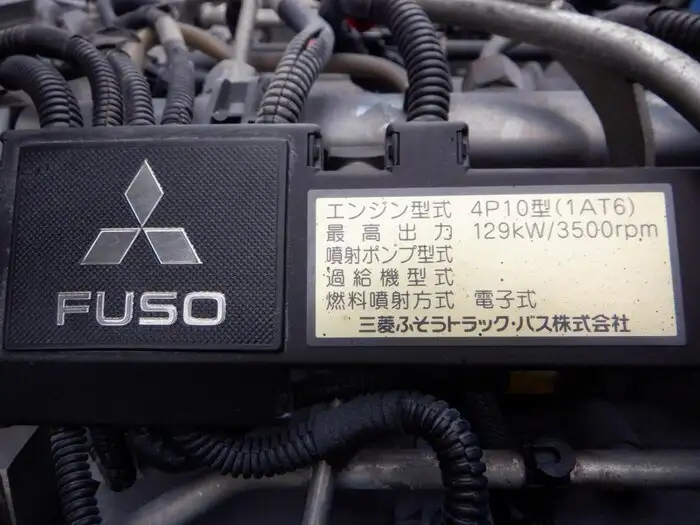 FUSO
エンジン型式 4P10型(1AT6)
最高出力 129kW/3500rpm
噴射ポンプ型式
過給機型式
燃料噴射方式 電子式
三菱ふそうトラック・バス株式会社